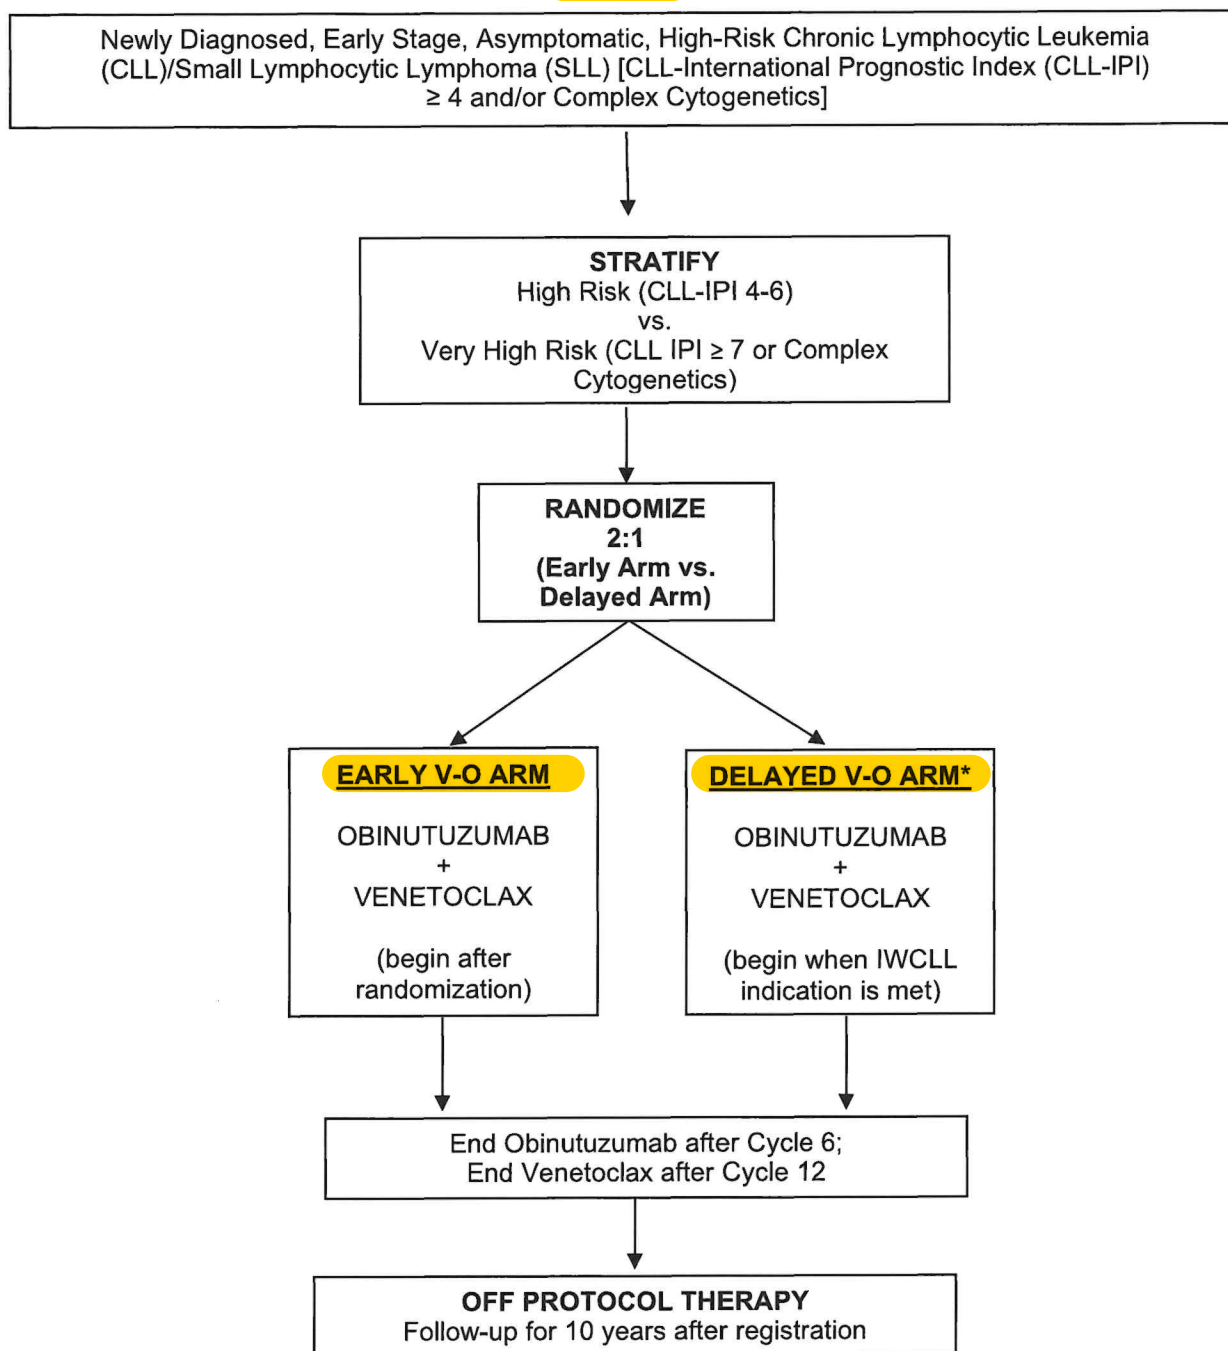 Newly Diagnosed, Early Stage, Asymptomatic, High-Risk Chronic Lymphocytic Leukemia
(CLL)/Small Lymphocytic Lymphoma (SLL) [CLL-International Prognostic Index (CLL-IPI)
≥ 4 and/or Complex Cytogenetics]
STRATIFY
High Risk (CLL-IPI 4-6)
vs.
Very High Risk (CLL IPI ≥ 7 or Complex
Cytogenetics)
RANDOMIZE
2:1
(Early Arm vs.
Delayed Arm)
EARLY V-O ARM
OBINUTUZUMAB
+
VENETOCLAX
(begin after
randomization)
DELAYED V-O ARM*
OBINUTUZUMAB
+
VENETOCLAX
(begin when IWCLL
indication is met)
End Obinutuzumab after Cycle 6;
End Venetoclax after Cycle 12
OFF PROTOCOL THERAPY
Follow-up for 10 years after registration